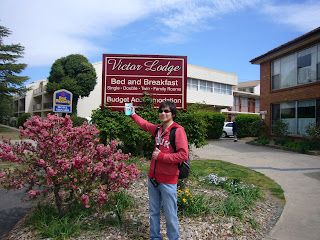 Victor Lodge
Bed and Breakfast
Single · Double · Twin · Family Rooms
Budget Accommodation